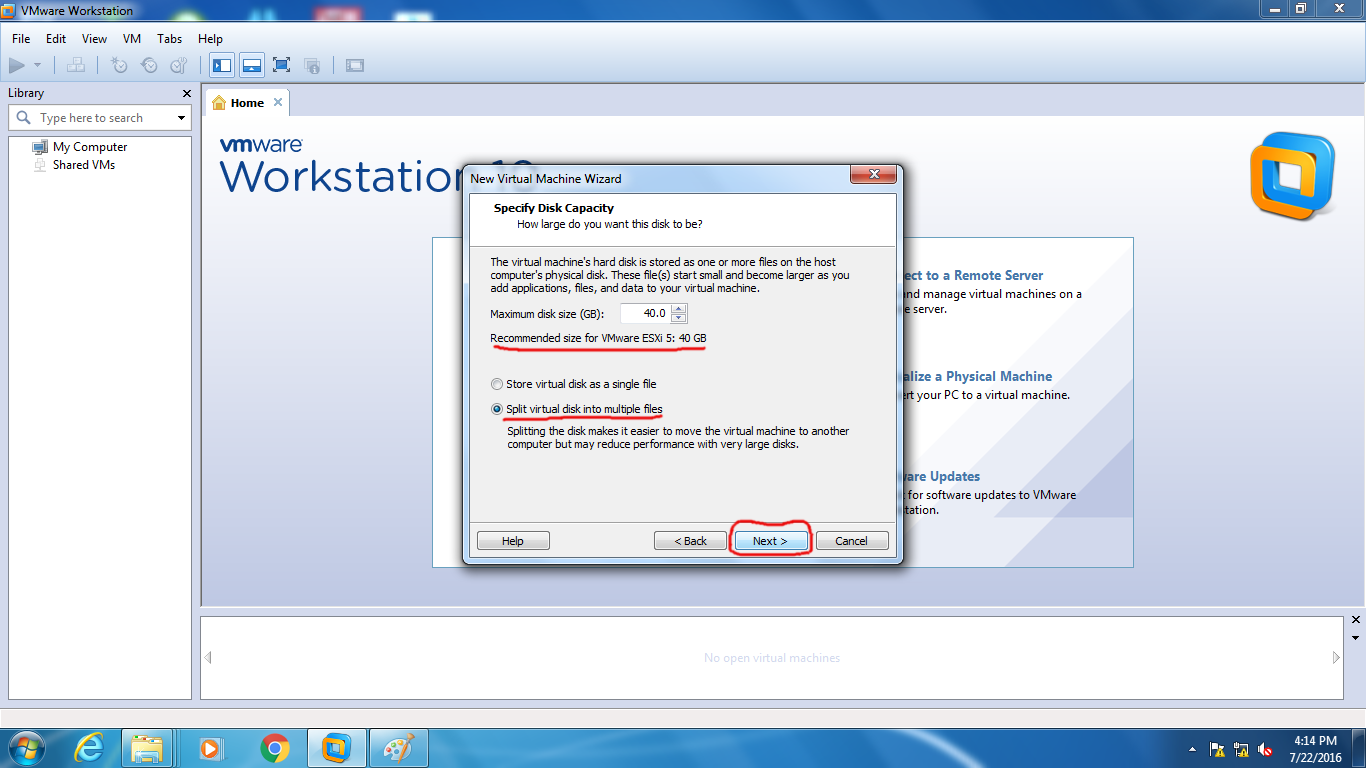 VMware Workstation
File Edit View VM Tabs Help
Library
Type here to search
My Computer
Shared VMs
Home
vmware
Workstation
New Virtual Machine Wizard
Specify Disk Capacity
How large do you want this disk to be?
The virtual machine's hard disk is stored as one or more files on the host
computer's physical disk. These file(s) start small and become larger as you
add applications, files, and data to your virtual machine.
Maximum disk size (GB): 40.0
Recommended size for VMware ESXi 5: 40 GB
Store virtual disk as a single file
Split virtual disk into multiple files
Splitting the disk makes it easier to move the virtual machine to another
computer but may reduce performance with very large disks.
Help < Back Next > Cancel
ect to a Remote Server
nd manage virtual machines on a
e server.
alize a Physical Machine
ert your PC to a virtual machine.
ware Updates
for software updates to VMware
station.
No open virtual machines
4:14 PM
7/22/2016